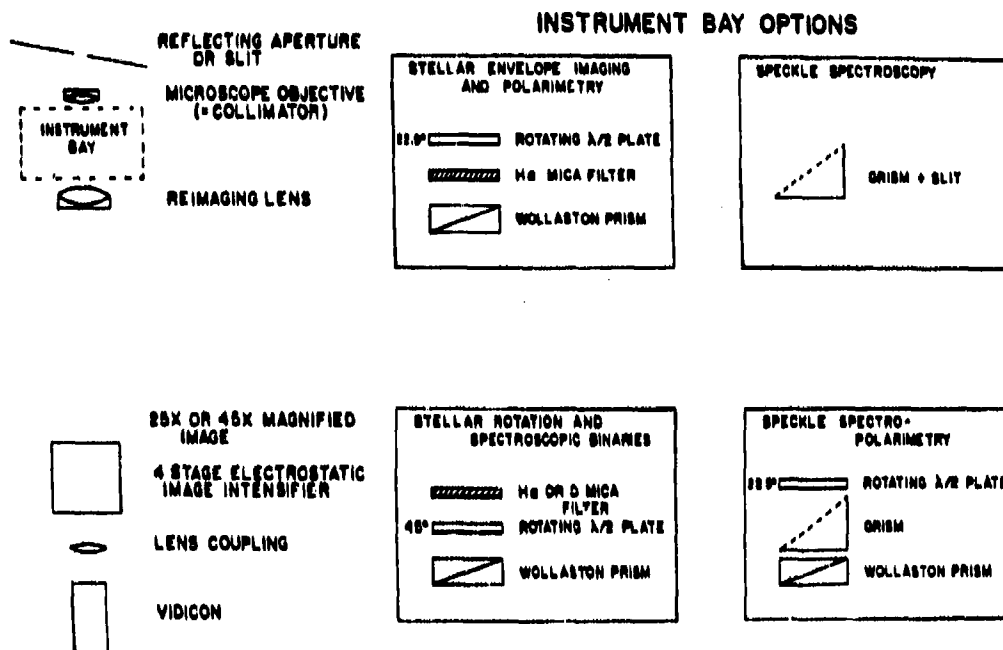 INSTRUMENT BAY OPTIONS
REFLECTING APERTURE
OR SLIT
MICROSCOPE OBJECTIVE
(= COLLIMATOR)
INSTRUMENT
BAY
REIMAGING LENS
25X OR 45X MAGNIFIED
IMAGE
4 STAGE ELECTROSTATIC
IMAGE INTENSIFIER
LENS COUPLING
VIDICON
STELLAR ENVELOPE IMAGING
AND POLARIMETRY
ROTATING λ/2 PLATE
Hα MICA FILTER
WOLLASTON PRISM
SPECKLE SPECTROSCOPY
GRISM + SLIT
STELLAR ROTATION AND
SPECTROSCOPIC BINARIES
Hα OR D MICA
FILTER
45° ROTATING λ/2 PLATE
WOLLASTON PRISM
SPECKLE SPECTRO-
POLARIMETRY
ROTATING λ/2 PLATE
GRISM
WOLLASTON PRISM